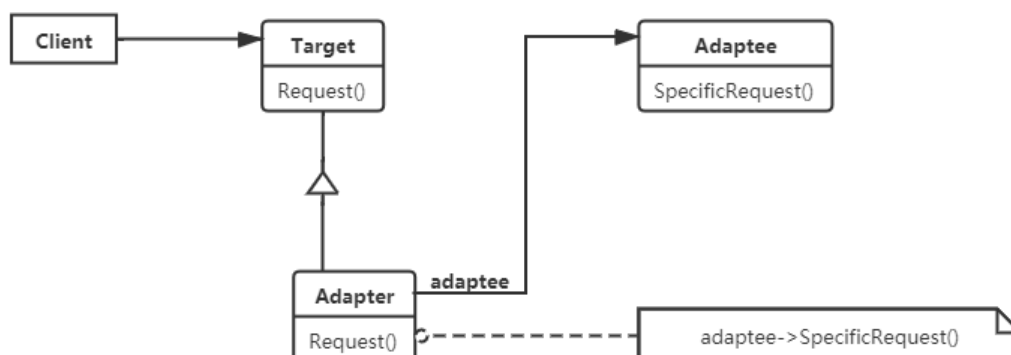 Client
Target
Request()
Adaptee
SpecificRequest()
adaptee
Adapter
Request()
adaptee->SpecificRequest()